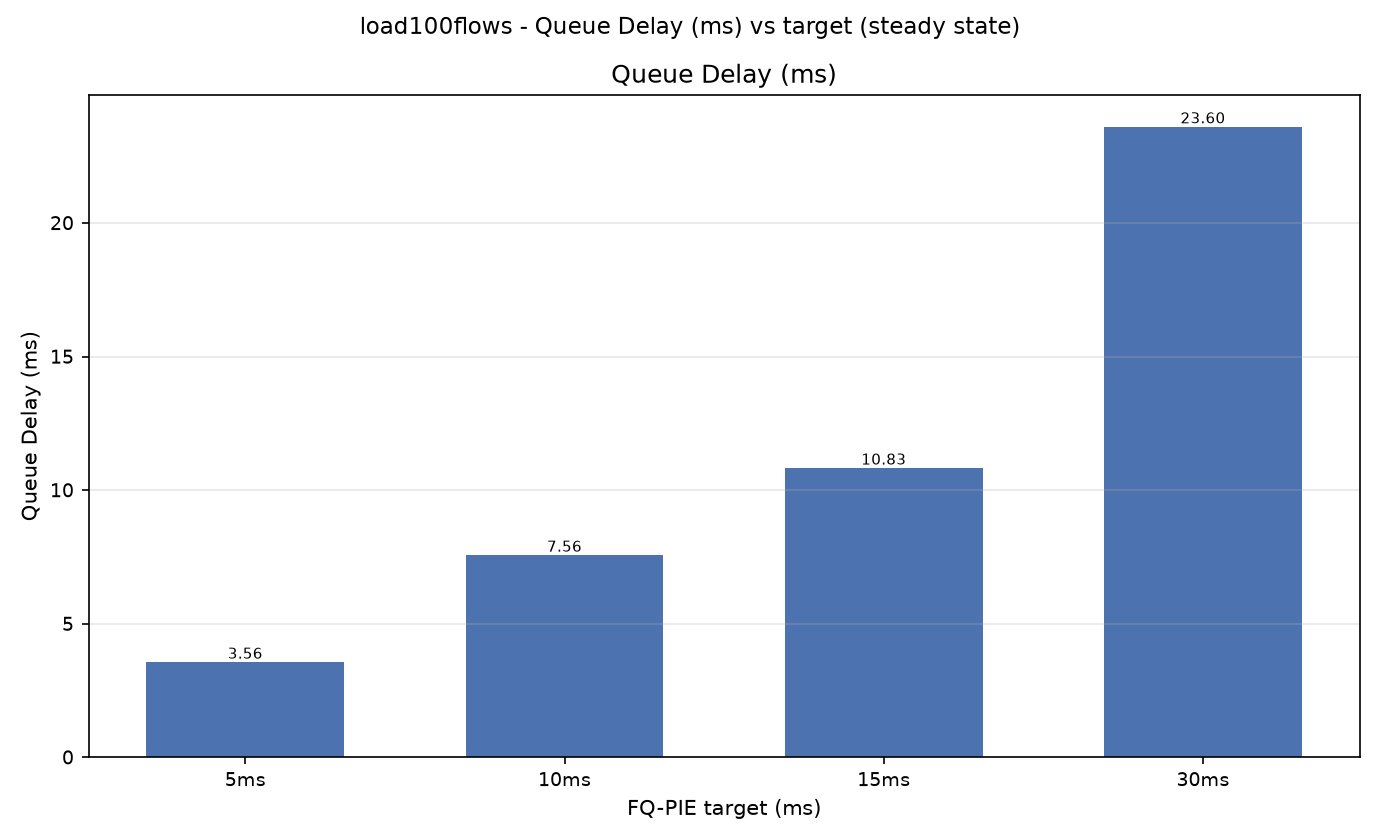 load100flows - Queue Delay (ms) vs target (steady state)
Queue Delay (ms)
23.60
20
15
10.83
10
7.56
5
3.56
0
Queue Delay (ms)
5ms
10ms
15ms
30ms
FQ-PIE target (ms)